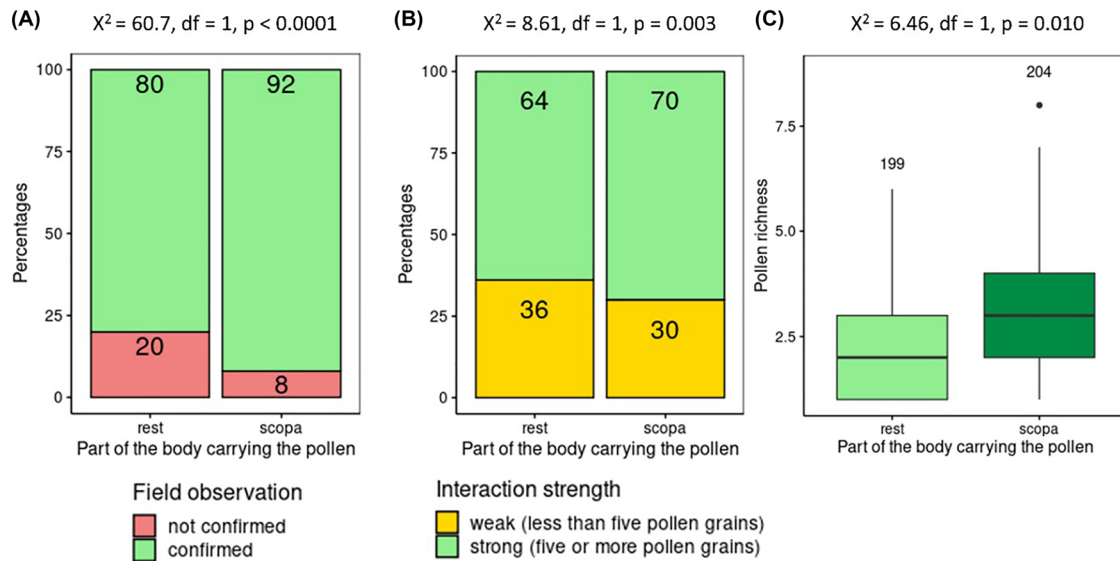 (A) X² = 60.7, df = 1, p < 0.0001
100
75
50
25
0
Percentages
80
92
20
8
rest
scopa
Part of the body carrying the pollen
Field observation
not confirmed
confirmed
(B) X² = 8.61, df = 1, p = 0.003
100
75
50
25
0
Percentages
64
70
36
30
rest
scopa
Part of the body carrying the pollen
Interaction strength
weak (less than five pollen grains)
strong (five or more pollen grains)
(C) X² = 6.46, df = 1, p = 0.010
7.5
5.0
2.5
Pollen richness
199
204
rest
scopa
Part of the body carrying the pollen